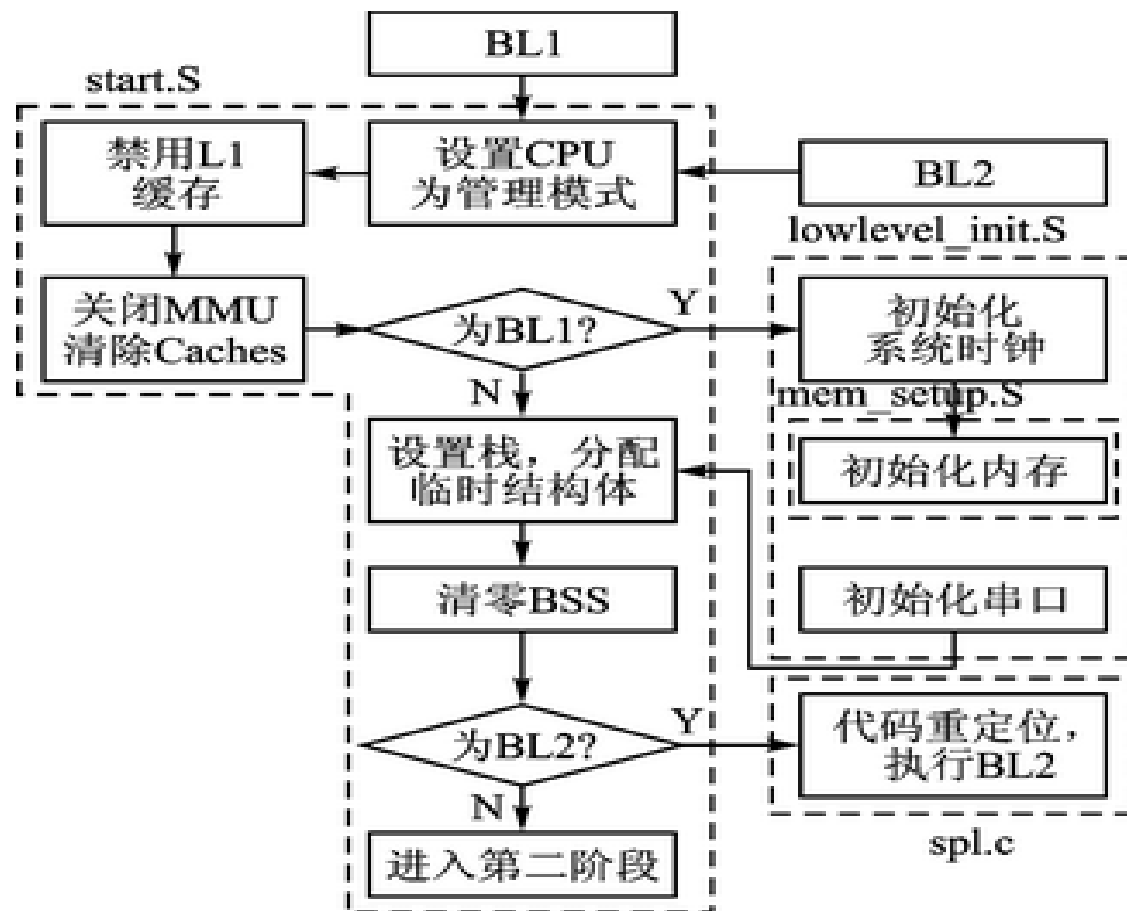 BL1
start.S
禁用L1
缓存
设置CPU
为管理模式
BL2
lowlevel_init.S
关闭MMU
清除Caches
为BL1?
Y
N
初始化
系统时钟
mem_setup.S
设置栈，分配
临时结构体
初始化内存
清零BSS
初始化串口
为BL2?
Y
N
代码重定位，
执行BL2
进入第二阶段
spl.c